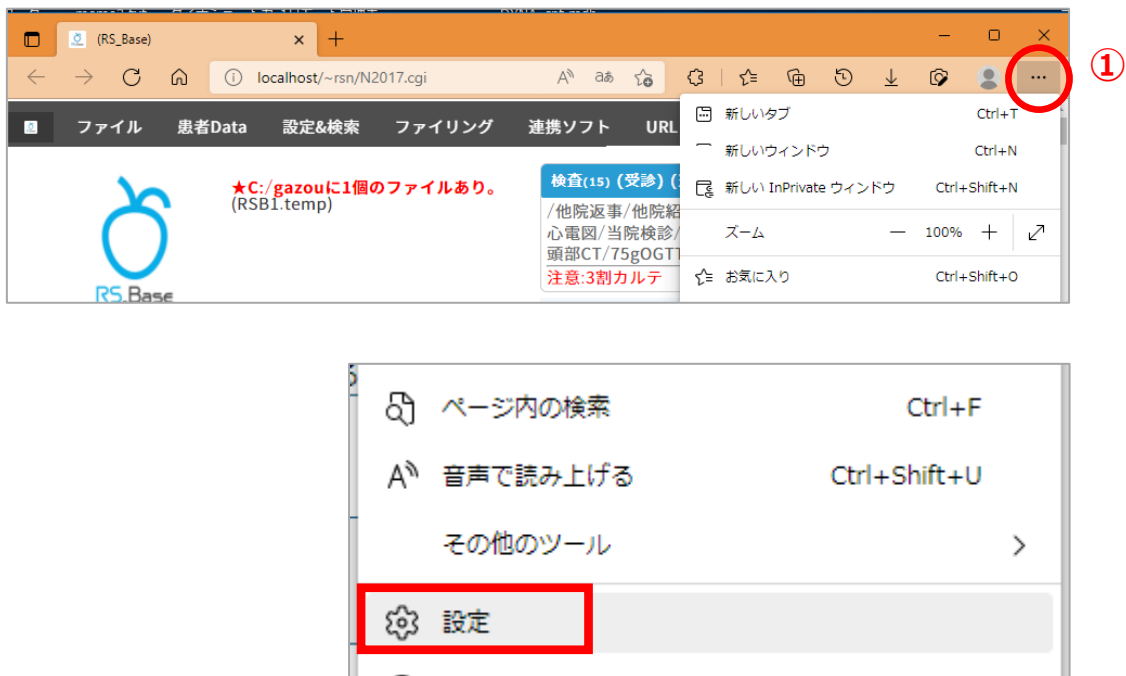 (RS_Base)
localhost/~rsn/N2017.cgi
①
ファイル 患者Data 設定&検索 ファイリング 連携ソフト URL
★C:/gazouに1個のファイルあり。
(RSB1.temp)
RS_Base
検査(15) (受診)
/他院返事/他院紹
心電図/当院検診/
頭部CT/75gOGTT
注意:3割カルテ
新しいタブ Ctrl+T
新しいウィンドウ Ctrl+N
新しい InPrivate ウィンドウ Ctrl+Shift+N
ズーム — 100% +
お気に入り Ctrl+Shift+O
ページ内の検索 Ctrl+F
音声で読み上げる Ctrl+Shift+U
その他のツール
設定